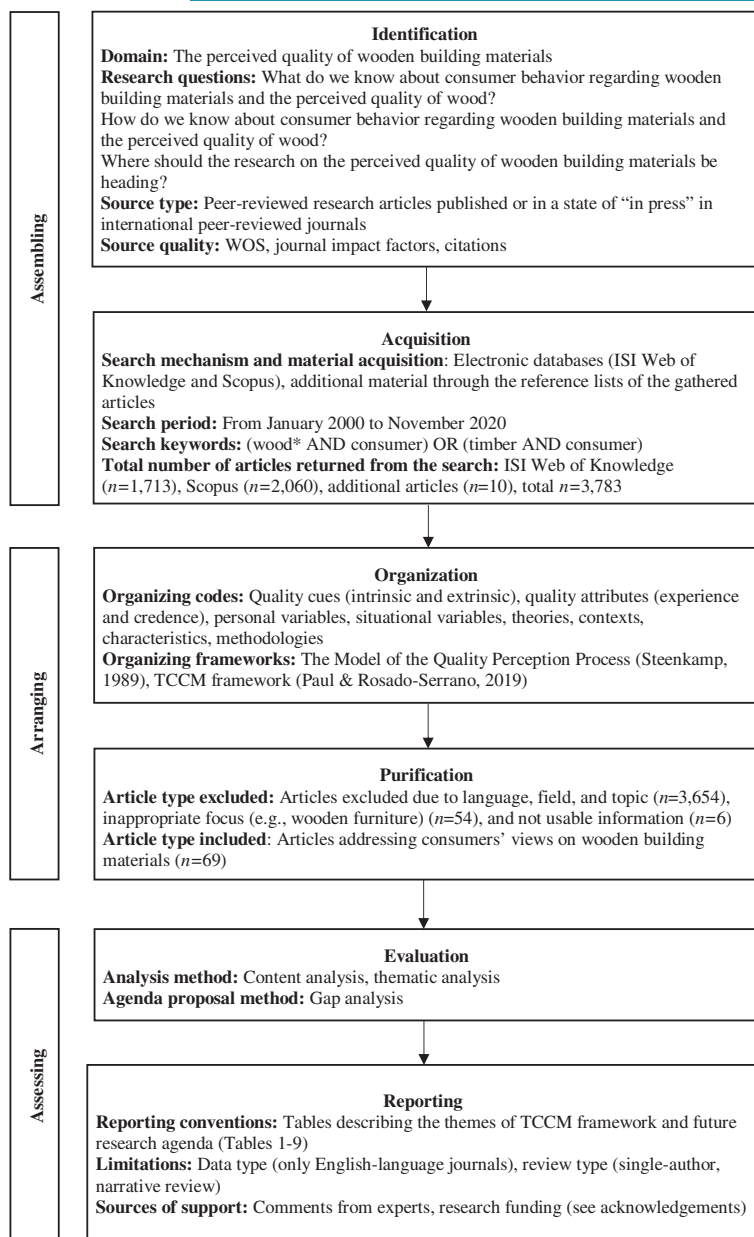 Assembling
Identification
Domain: The perceived quality of wooden building materials
Research questions: What do we know about consumer behavior regarding wooden
building materials and the perceived quality of wood?
How do we know about consumer behavior regarding wooden building materials and
the perceived quality of wood?
Where should the research on the perceived quality of wooden building materials be
heading?
Source type: Peer-reviewed research articles published or in a state of “in press” in
international peer-reviewed journals
Source quality: WOS, journal impact factors, citations
Acquisition
Search mechanism and material acquisition: Electronic databases (ISI Web of
Knowledge and Scopus), additional material through the reference lists of the gathered
articles
Search period: From January 2000 to November 2020
Search keywords: (wood* AND consumer) OR (timber AND consumer)
Total number of articles returned from the search: ISI Web of Knowledge
(n=1,713), Scopus (n=2,060), additional articles (n=10), total n=3,783
Arranging
Organization
Organizing codes: Quality cues (intrinsic and extrinsic), quality attributes (experience
and credence), personal variables, situational variables, theories, contexts,
characteristics, methodologies
Organizing frameworks: The Model of the Quality Perception Process (Steenkamp,
1989), TCCM framework (Paul & Rosado-Serrano, 2019)
Purification
Article type excluded: Articles excluded due to language, field, and topic (n=3,654),
inappropriate focus (e.g., wooden furniture) (n=54), and not usable information (n=6)
Article type included: Articles addressing consumers’ views on wooden building
materials (n=69)
Assessing
Evaluation
Analysis method: Content analysis, thematic analysis
Agenda proposal method: Gap analysis
Reporting
Reporting conventions: Tables describing the themes of TCCM framework and future
research agenda (Tables 1-9)
Limitations: Data type (only English-language journals), review type (single-author,
narrative review)
Sources of support: Comments from experts, research funding (see acknowledgements)